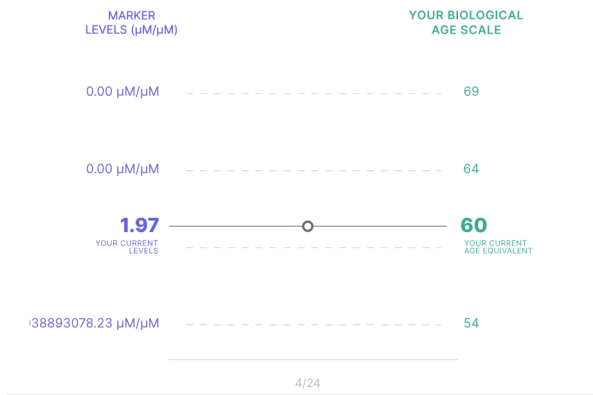 MARKER
LEVELS (µM/µM)
YOUR BIOLOGICAL
AGE SCALE
0.00 µM/µM
69
0.00 µM/µM
64
1.97
YOUR CURRENT
LEVELS
60
YOUR CURRENT
AGE EQUIVALENT
38893078.23 µM/µM
54
4/24